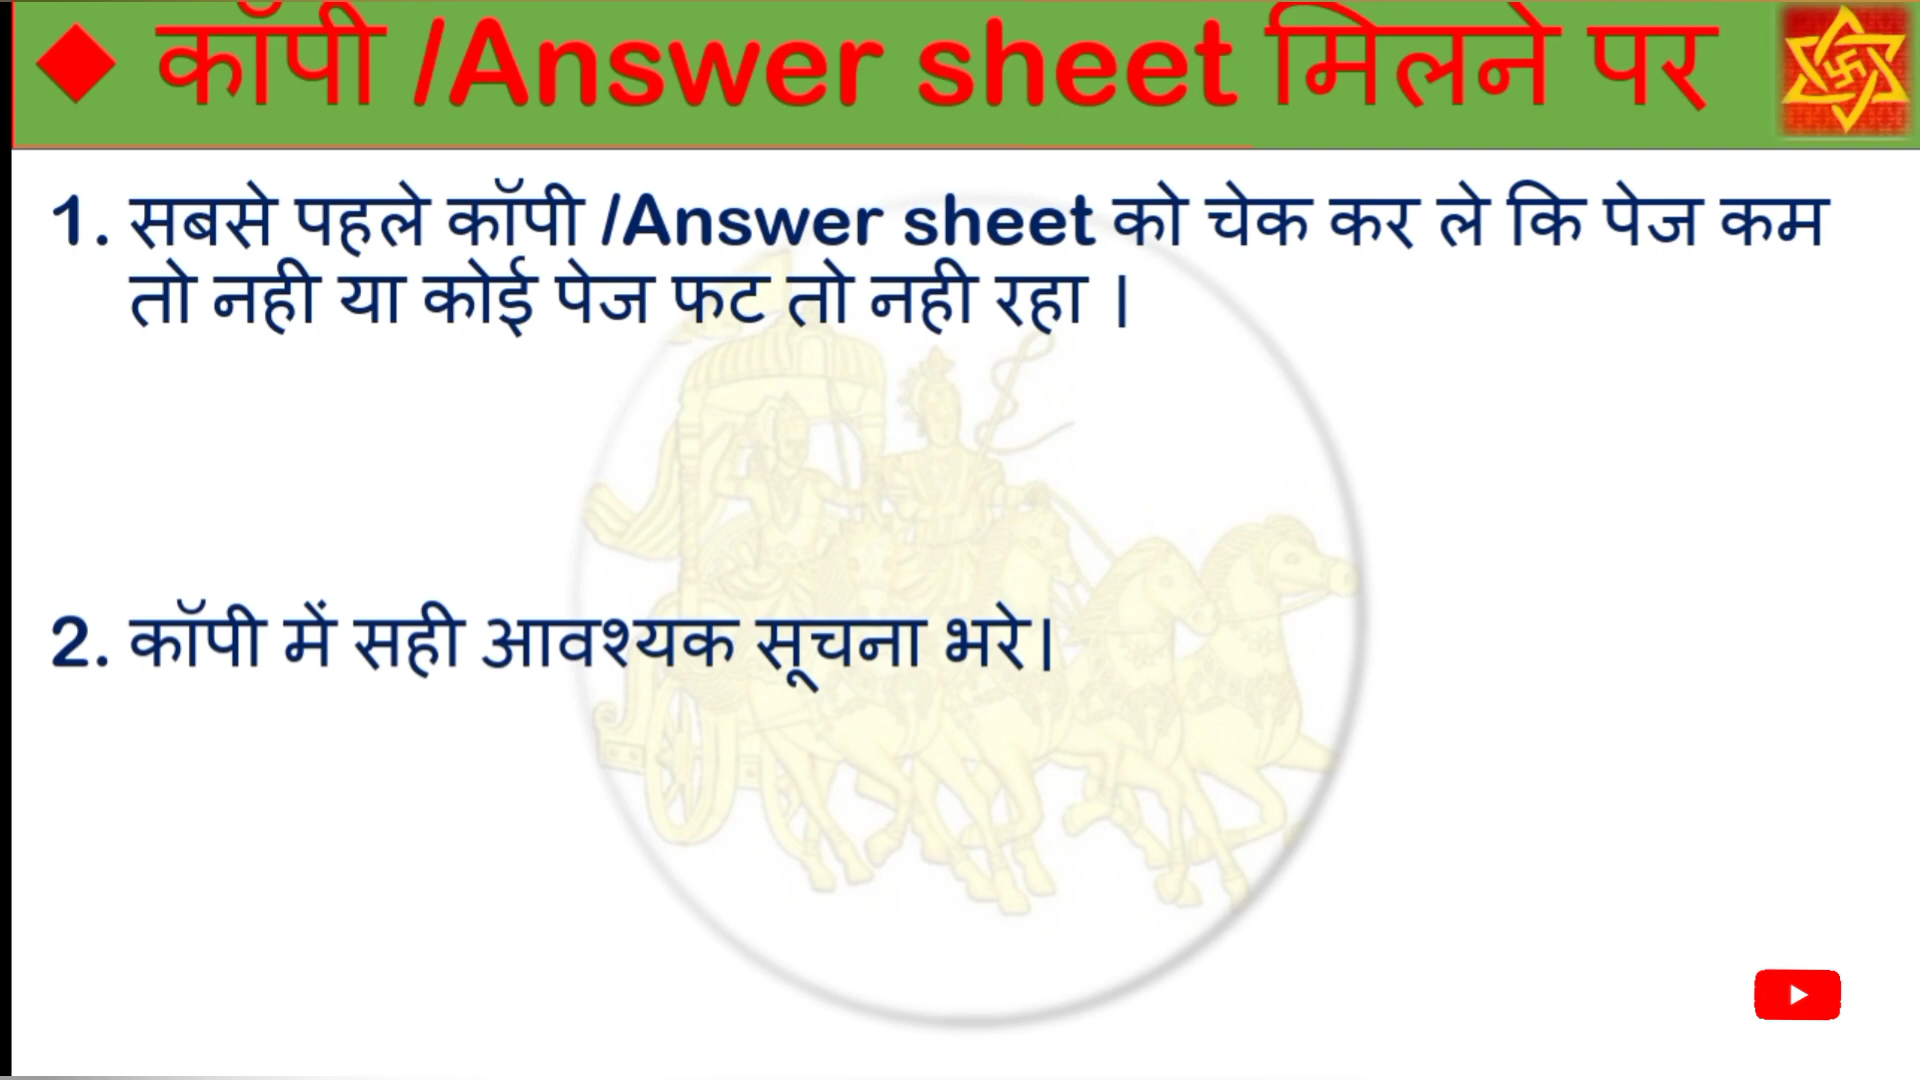 ◆ कॉपी /Answer sheet मिलने पर
1. सबसे पहले कॉपी /Answer sheet को चेक कर ले कि पेज कम
तो नही या कोई पेज फट तो नही रहा ।
2. कॉपी में सही आवश्यक सूचना भरे।